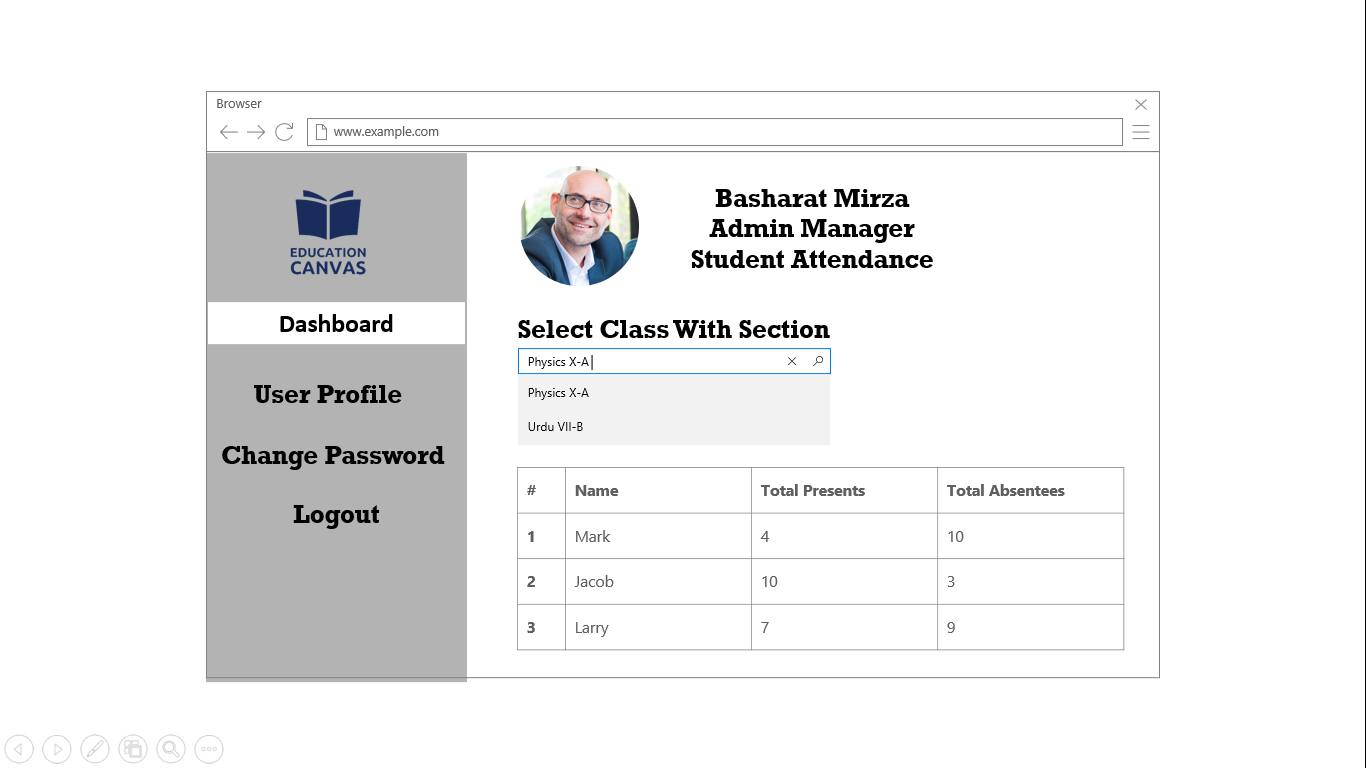 Browser
www.example.com
EDUCATION
CANVAS
Dashboard
User Profile
Change Password
Logout
Basharat Mirza
Admin Manager
Student Attendance
Select Class With Section
Physics X-A
Physics X-A
Urdu VII-B
# Name Total Presents Total Absentees
1 Mark 4 10
2 Jacob 10 3
3 Larry 7 9